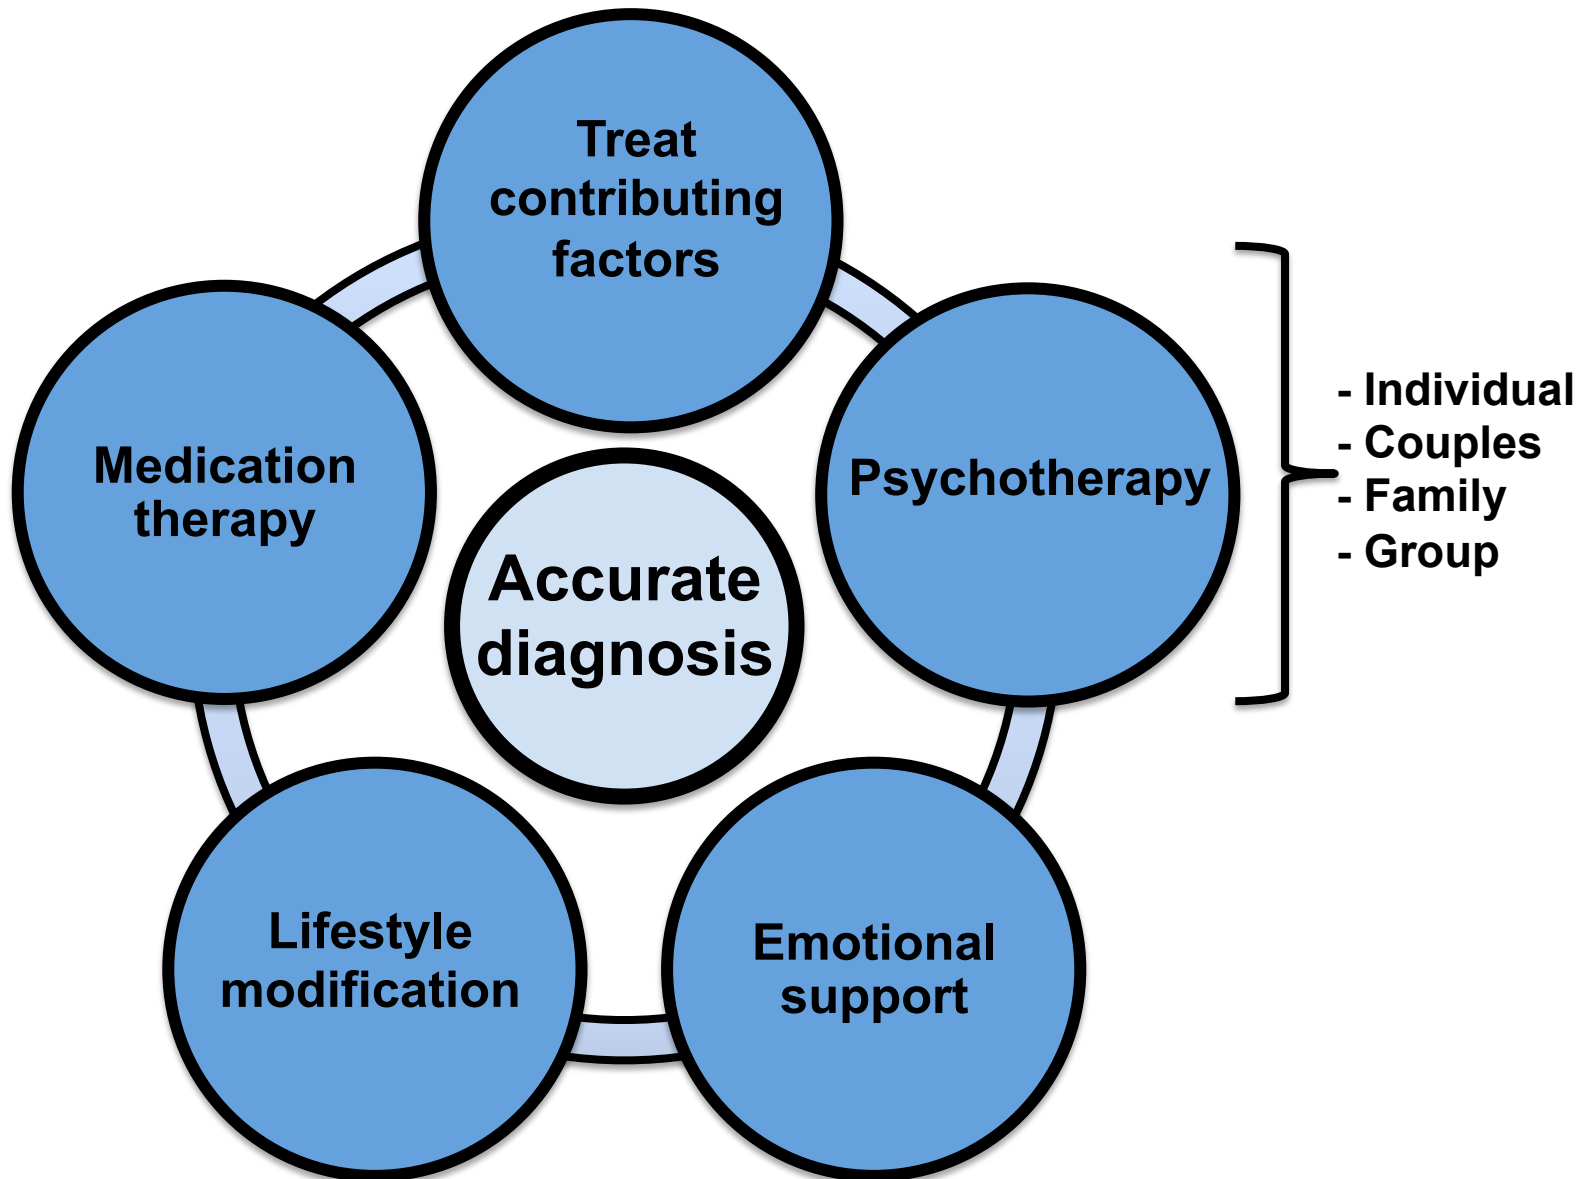 Treat
contributing
factors
Medication
therapy
Psychotherapy
- Individual
- Couples
- Family
- Group
Accurate
diagnosis
Lifestyle
modification
Emotional
support